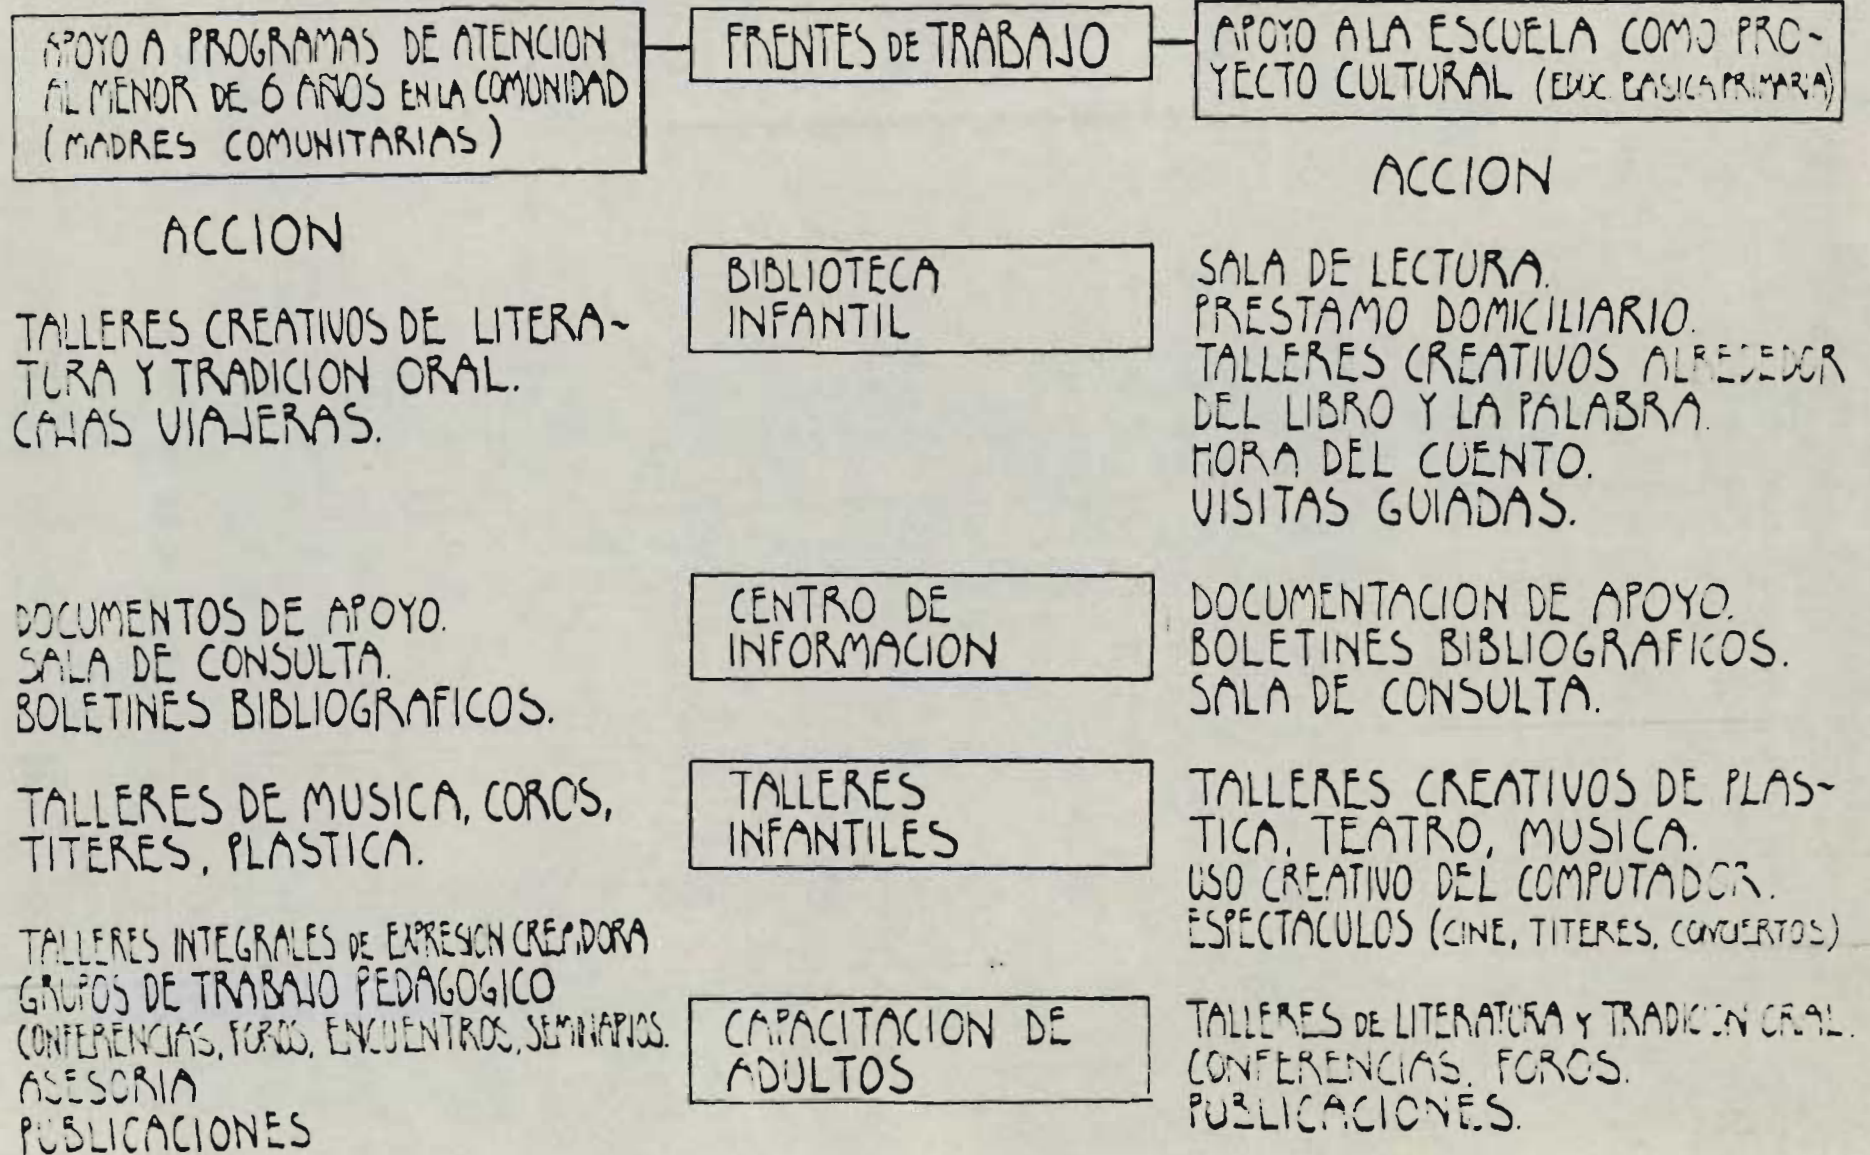 APOYO A PROGRAMAS DE ATENCION
AL MENOR DE 6 AÑOS EN LA COMUNIDAD
(MADRES COMUNITARIAS)
FRENTES DE TRABAJO
APOYO A LA ESCUELA COMO PRO-
YECTO CULTURAL (EDUC. BASICA PRIMARIA)
ACCION
ACCION
BIBLIOTECA
INFANTIL
TALLERES CREATIVOS DE LITERA-
TURA Y TRADICION ORAL.
CAJAS VIAJERAS.
SALA DE LECTURA.
PRESTAMO DOMICILIARIO.
TALLERES CREATIVOS ALREDEDOR
DEL LIBRO Y LA PALABRA.
HORA DEL CUENTO.
VISITAS GUIADAS.
DOCUMENTOS DE APOYO.
SALA DE CONSULTA.
BOLETINES BIBLIOGRAFICOS.
CENTRO DE
INFORMACION
DOCUMENTACION DE APOYO.
BOLETINES BIBLIOGRAFICOS.
SALA DE CONSULTA.
TALLERES DE MUSICA, COROS,
TITERES, PLASTICA.
TALLERES
INFANTILES
TALLERES CREATIVOS DE PLAS-
TICA, TEATRO, MUSICA.
USO CREATIVO DEL COMPUTADOR.
ESPECTACULOS (CINE, TITERES, CONCIERTOS)
TALLERES INTEGRALES DE EXPRESION CREADORA
GRUPOS DE TRABAJO PEDAGOGICO
CONFERENCIAS, FOROS, ENCUENTROS, SEMINARIOS.
ASESORIA
PUBLICACIONES
CAPACITACION DE
ADULTOS
TALLERES DE LITERATURA Y TRADICION ORAL.
CONFERENCIAS. FOROS.
PUBLICACIONES.